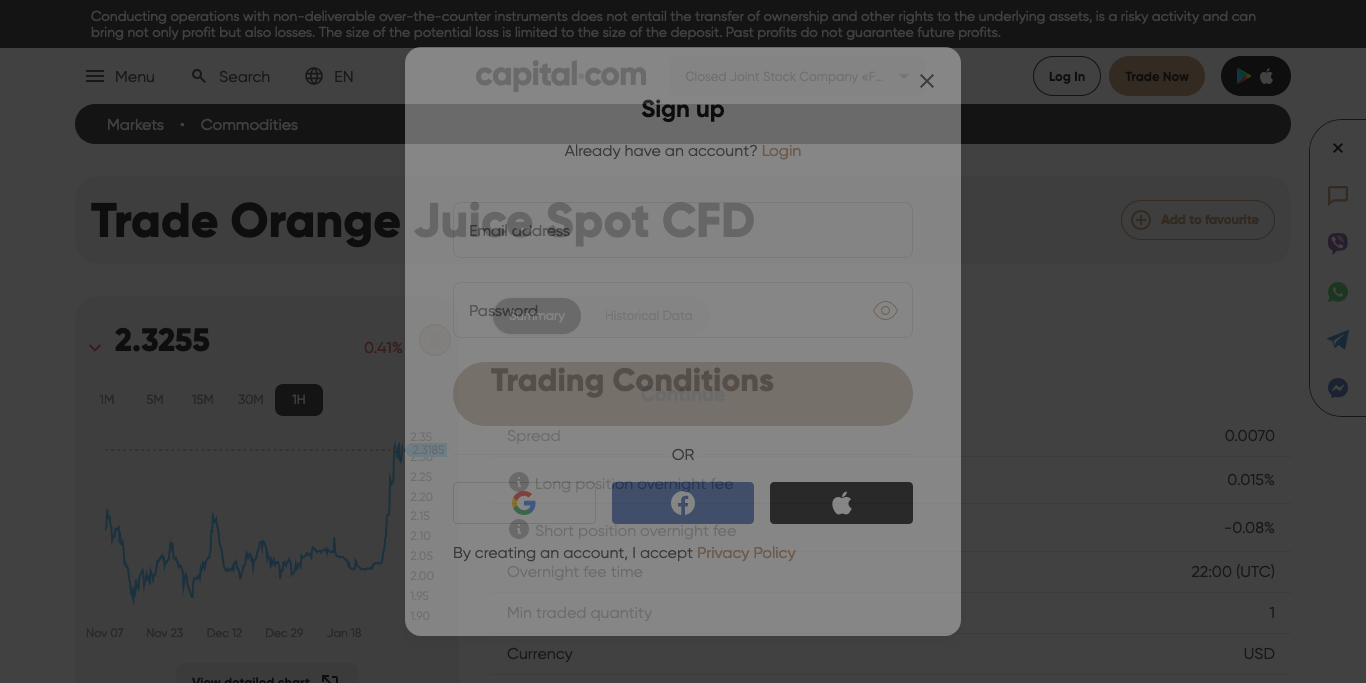 Conducting operations with non-deliverable over-the-counter instruments does not entail the transfer of ownership and other rights to the underlying assets, is a risky activity and can
bring not only profit but also losses. The size of the potential loss is limited to the size of the deposit. Past profits do not guarantee future profits.
Menu
Search
EN
capital.com
Closed Joint Stock Company «F...
Log In
Trade Now
Sign up
Markets • Commodities
Already have an account? Login
Trade Orange Juice Spot CFD
Add to favourite
Email address
Password
Summary
Historical Data
2.3255
0.41%
Trading Conditions
Continue
1M 5M 15M 30M 1H
2.35
2.3185
2.30
2.25
2.20
2.15
2.10
2.05
2.00
1.95
1.90
Nov 07 Nov 23 Dec 12 Dec 29 Jan 18
View detailed chart
Spread 0.0070
OR
Long position overnight fee 0.015%
Short position overnight fee -0.08%
By creating an account, I accept Privacy Policy
Overnight fee time 22:00 (UTC)
Min traded quantity 1
Currency USD